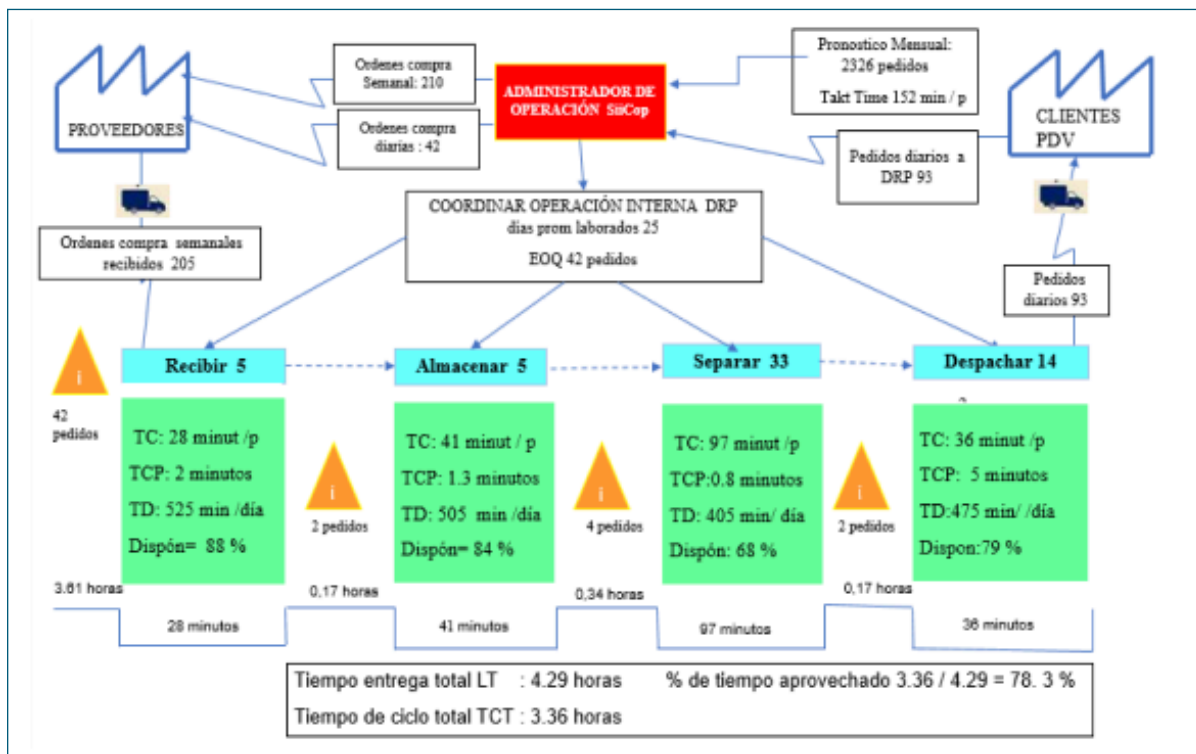 Ordenes compra
Semanal: 210
ADMINISTRADOR DE
OPERACIÓN SitCop
Pronostico Mensual:
2326 pedidos
Takt Time 152 min / p
PROVEEDORES
Ordenes compra
diarías : 42
CLIENTES
PDV
Pedidos diarios a
DRP 93
COORDINAR OPERACIÓN INTERNA DRP
días prom laborados 25
EOQ 42 pedidos
Ordenes compra semanales
recibidos 205
Pedidos
diarios 93
Recibir 5
Almacenar 5
Separar 33
Despachar 14
i
42
pedidos
TC: 28 minut /p
TCP: 2 minutos
TD: 525 min /día
Dispón= 88 %
i
2 pedidos
TC: 41 minut / p
TCP: 1.3 minutos
TD: 505 min /día
Dispón= 84 %
i
4 pedidos
TC: 97 minut /p
TCP:0.8 minutos
TD: 405 min/ día
Dispón: 68 %
i
2 pedidos
TC: 36 minut /p
TCP: 5 minutos
TD:475 min/ /día
Dispon:79 %
3.61 horas
0,17 horas
0,34 horas
0,17 horas
28 minutos
41 minutos
97 minutos
36 minutos
Tiempo entrega total LT : 4.29 horas % de tiempo aprovechado 3.36 / 4.29 = 78. 3 %
Tiempo de ciclo total TCT : 3.36 horas